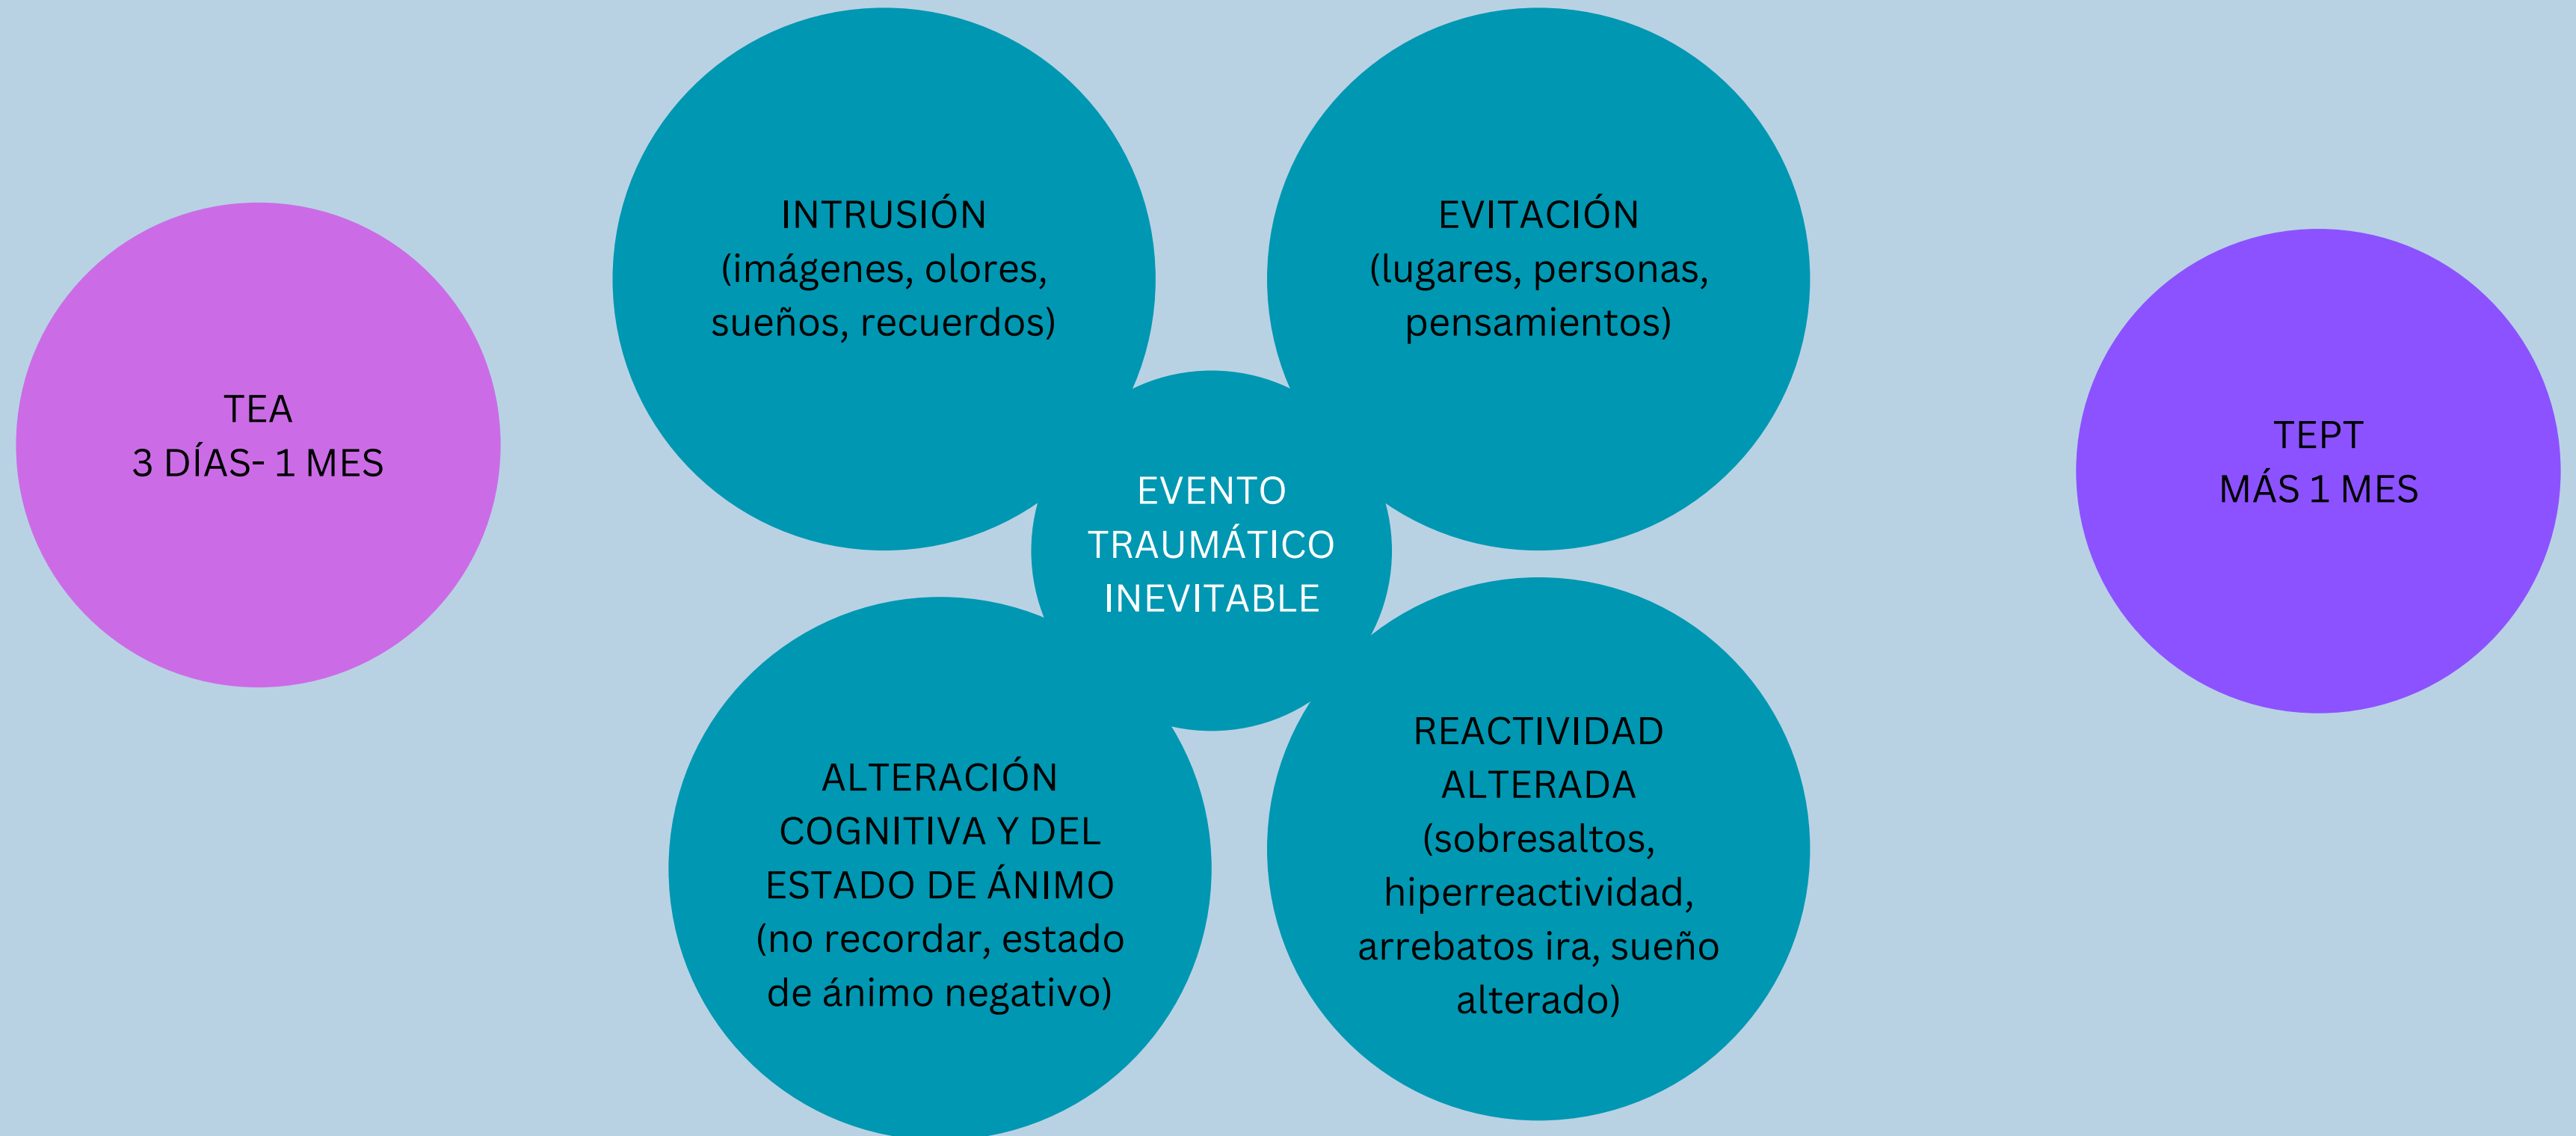 TEA
3 DÍAS- 1 MES
INTRUSIÓN
(imágenes, olores,
sueños, recuerdos)
EVITACIÓN
(lugares, personas,
pensamientos)
EVENTO
TRAUMÁTICO
INEVITABLE
ALTERACIÓN
COGNITIVA Y DEL
ESTADO DE ÁNIMO
(no recordar, estado
de ánimo negativo)
REACTIVIDAD
ALTERADA
(sobresaltos,
hiperreactividad,
arrebatos ira, sueño
alterado)
TEPT
MÁS 1 MES